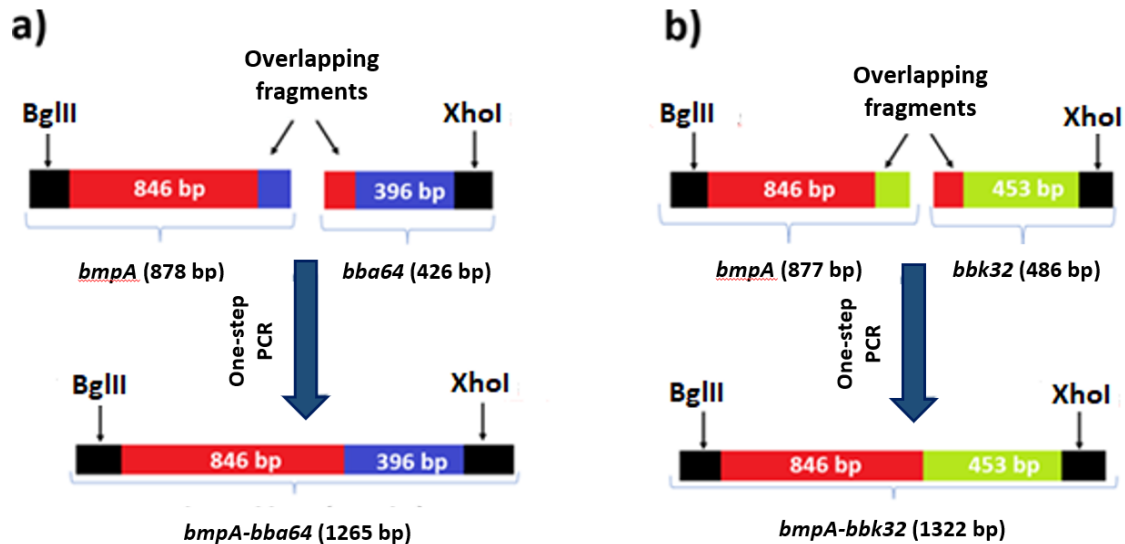 a)
Overlapping
fragments
BglII
XhoI
846 bp
396 bp
bmpA (878 bp)
bba64 (426 bp)
One-step
PCR
BglII
XhoI
846 bp
396 bp
bmpA-bba64 (1265 bp)
b)
Overlapping
fragments
BglII
XhoI
846 bp
453 bp
bmpA (877 bp)
bbk32 (486 bp)
One-step
PCR
BglII
XhoI
846 bp
453 bp
bmpA-bbk32 (1322 bp)